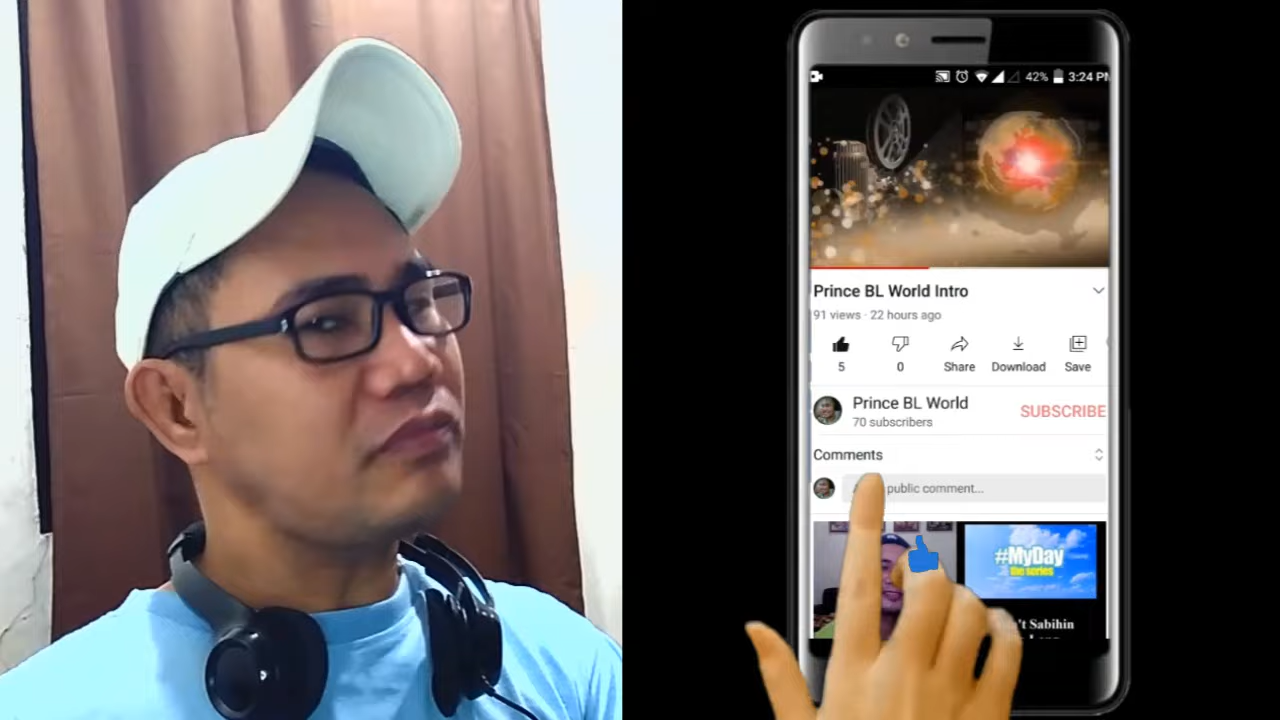 42% 3:24 PM
Prince BL World Intro
91 views · 22 hours ago
5 0 Share Download Save
Prince BL World
70 subscribers
SUBSCRIBE
Comments
public comment...
#MyDay
the series
't Sabihin